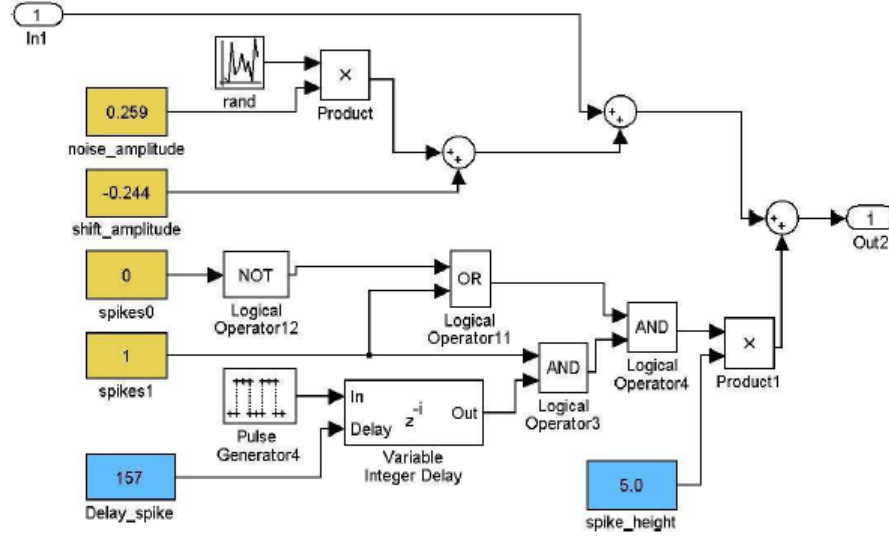 1
In1
rand
×
Product
0.259
noise_amplitude
+
+
+
+
-0.244
shift_amplitude
+
+
1
Out2
0
spikes0
NOT
Logical
Operator12
OR
Logical
Operator11
1
spikes1
AND
Logical
Operator3
AND
Logical
Operator4
×
Product1
Pulse
Generator4
In
Delay
z^-i
Out
Variable
Integer Delay
157
Delay_spike
5.0
spike_height